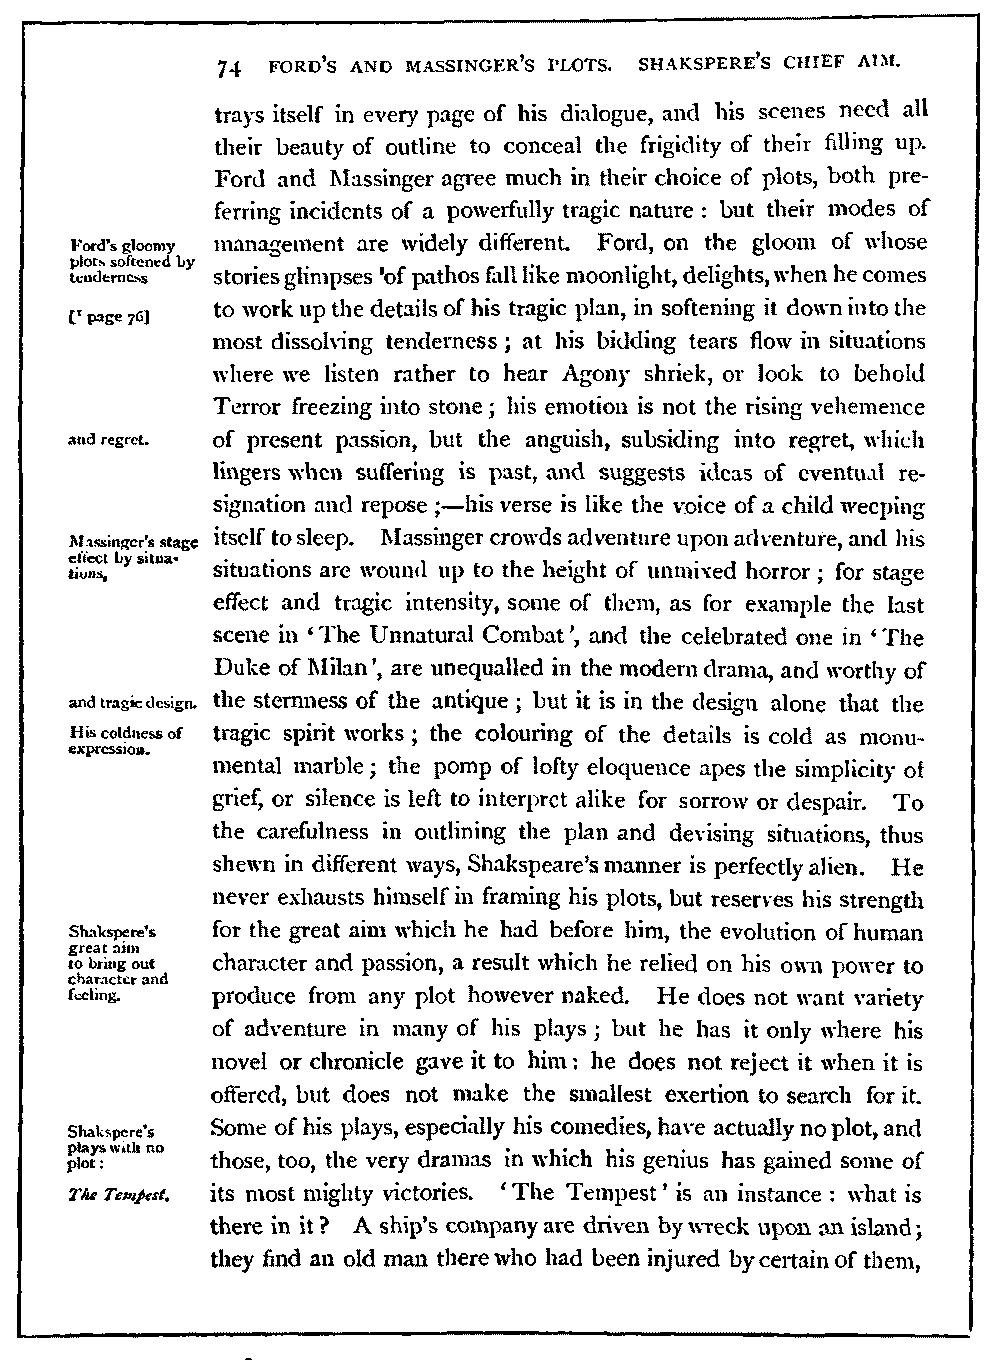 74 FORD'S AND MASSINGER'S PLOTS. SHAKSPERE'S CHIEF AIM.
trays itself in every page of his dialogue, and his scenes need all
their beauty of outline to conceal the frigidity of their filling up.
Ford and Massinger agree much in their choice of plots, both pre-
ferring incidents of a powerfully tragic nature : but their modes of
Ford's gloomy
plots softened by
tenderness
management are widely different. Ford, on the gloom of whose
stories glimpses 'of pathos fall like moonlight, delights, when he comes
[¹ page 76]
to work up the details of his tragic plan, in softening it down into the
most dissolving tenderness ; at his bidding tears flow in situations
where we listen rather to hear Agony shriek, or look to behold
Terror freezing into stone ; his emotion is not the rising vehemence
and regret.
of present passion, but the anguish, subsiding into regret, which
lingers when suffering is past, and suggests ideas of eventual re-
signation and repose ;—his verse is like the voice of a child weeping
Massinger's stage
effect by situa-
tions,
itself to sleep. Massinger crowds adventure upon adventure, and his
situations are wound up to the height of unmixed horror ; for stage
effect and tragic intensity, some of them, as for example the last
scene in ‘The Unnatural Combat’, and the celebrated one in ‘The
Duke of Milan’, are unequalled in the modern drama, and worthy of
and tragic design.
the sternness of the antique ; but it is in the design alone that the
His coldness of
expression.
tragic spirit works ; the colouring of the details is cold as monu-
mental marble ; the pomp of lofty eloquence apes the simplicity of
grief, or silence is left to interpret alike for sorrow or despair. To
the carefulness in outlining the plan and devising situations, thus
shewn in different ways, Shakspeare's manner is perfectly alien. He
never exhausts himself in framing his plots, but reserves his strength
Shakspere's
great aim
to bring out
character and
feeling.
for the great aim which he had before him, the evolution of human
character and passion, a result which he relied on his own power to
produce from any plot however naked. He does not want variety
of adventure in many of his plays ; but he has it only where his
novel or chronicle gave it to him : he does not reject it when it is
offered, but does not make the smallest exertion to search for it.
Shakspere's
plays with no
plot :
Some of his plays, especially his comedies, have actually no plot, and
those, too, the very dramas in which his genius has gained some of
The Tempest.
its most mighty victories. ‘The Tempest’ is an instance : what is
there in it ? A ship's company are driven by wreck upon an island ;
they find an old man there who had been injured by certain of them,